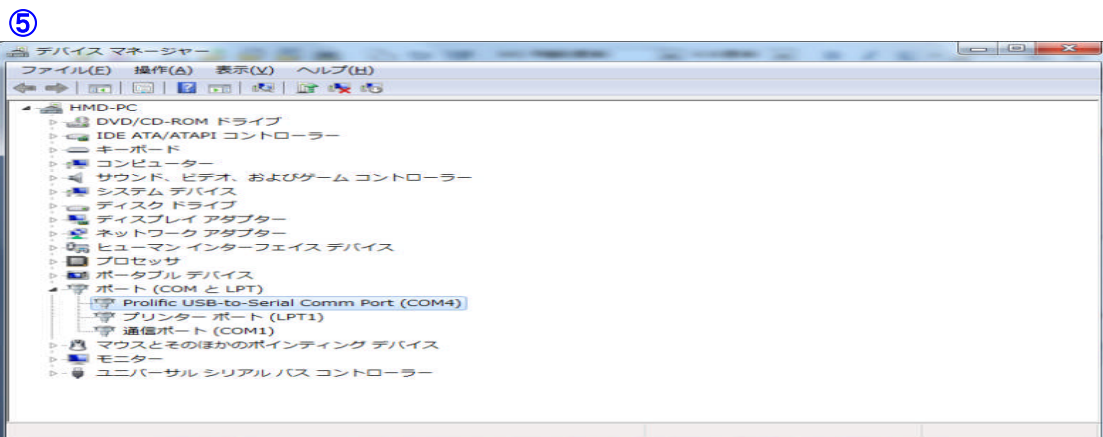 ⑤
デバイス マネージャー
ファイル(F) 操作(A) 表示(V) ヘルプ(H)
HMD-PC
DVD/CD-ROM ドライブ
IDE ATA/ATAPI コントローラー
キーボード
コンピューター
サウンド、ビデオ、およびゲーム コントローラー
システム デバイス
ディスク ドライブ
ディスプレイ アダプター
ネットワーク アダプター
ヒューマン インターフェイス デバイス
プロセッサ
ポータブル デバイス
ポート (COM と LPT)
Prolific USB-to-Serial Comm Port (COM4)
プリンター ポート (LPT1)
通信ポート (COM1)
マウスとそのほかのポインティング デバイス
モニター
ユニバーサル シリアル バス コントローラー